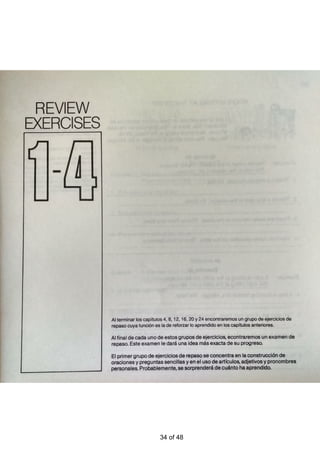 REVIEW
EXERCISES
1-4
Al terminar los capítulos 4, 8, 12, 16, 20 y 24 encontraremos un grupo de ejercicios de
repaso cuya función es la de reforzar lo aprendido en los capítulos anteriores.
Al final de cada uno de estos grupos de ejercicios, econtraremos un examen de
repaso. Este examen le dará una idea más exacta de su progreso.
El primer grupo de ejercicios de repaso se concentra en la construcción de
oraciones y preguntas sencillas y en el uso de artículos, adjetivos y pronombres
personales. Probablemente, se sorprenderá de cuánto ha aprendido.
34 of 48